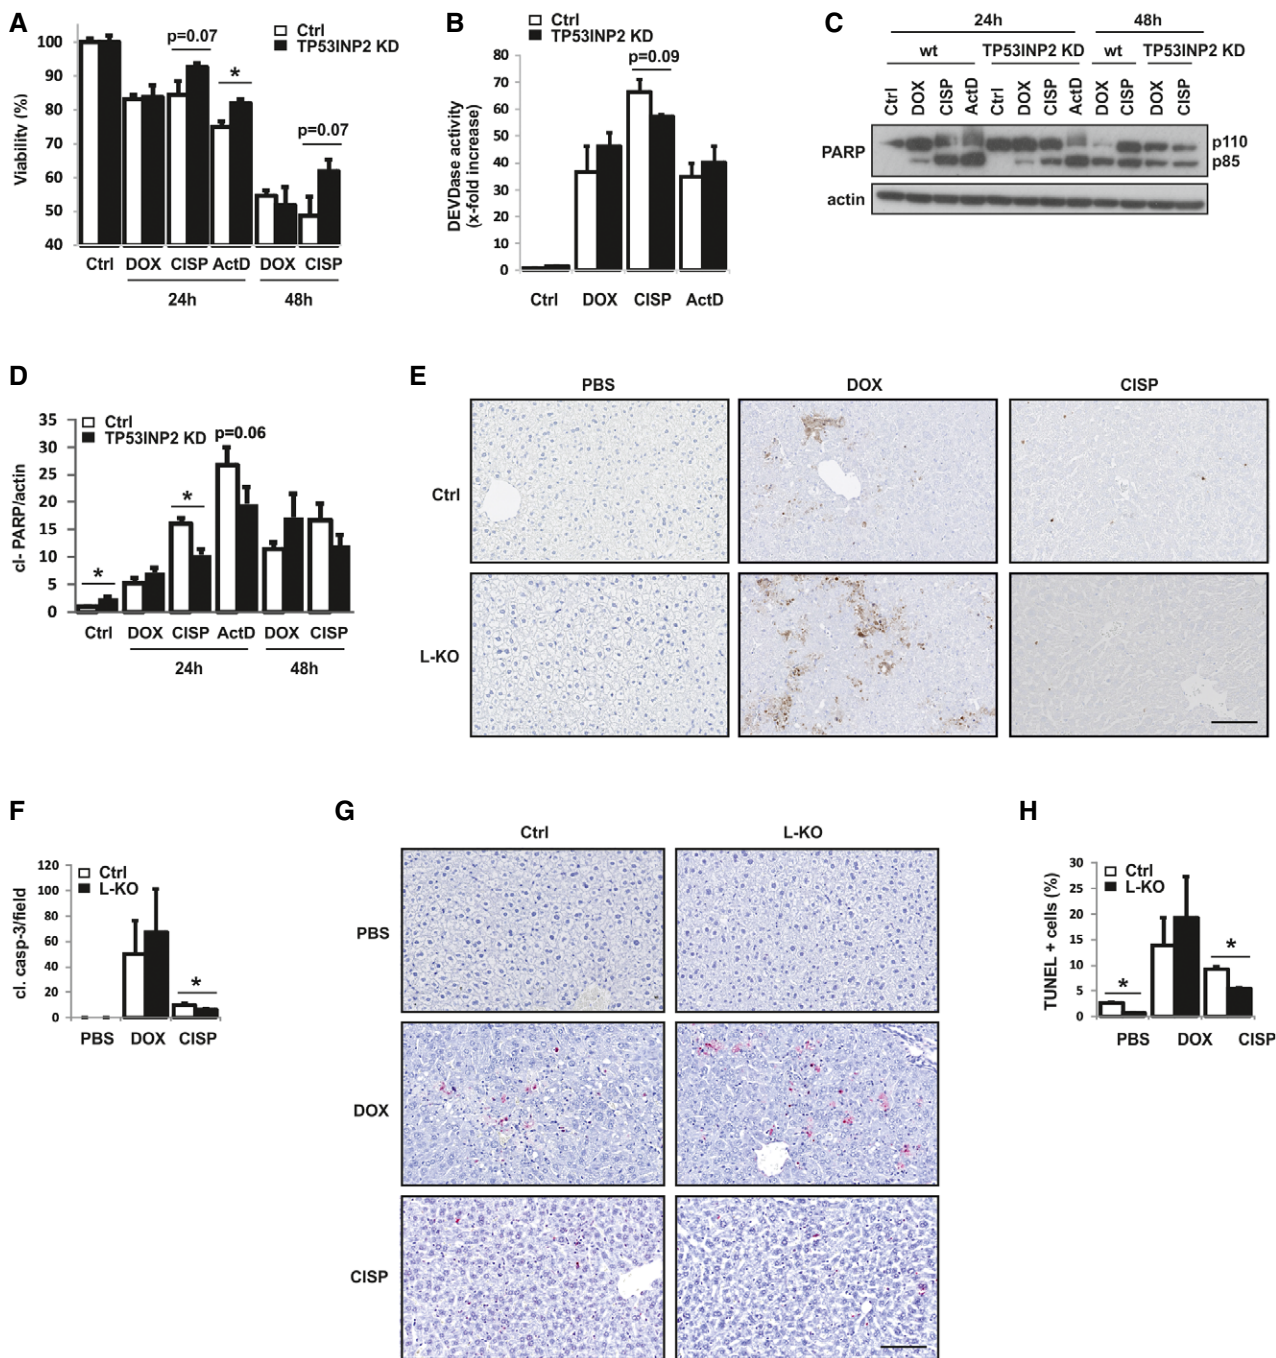 A
Viability (%)
100
90
80
70
60
50
40
Ctrl
TP53INP2 KD
p=0.07
*
p=0.07
Ctrl DOX CISP ActD DOX CISP
24h 48h
B
DEVDase activity
(x-fold increase)
80
70
60
50
40
30
20
10
0
Ctrl
TP53INP2 KD
p=0.09
Ctrl DOX CISP ActD
C
24h 48h
wt TP53INP2 KD wt TP53INP2 KD
Ctrl DOX CISP ActD Ctrl DOX CISP ActD DOX CISP DOX CISP
PARP
p110
p85
actin
D
cl- PARP/actin
35
30
25
20
15
10
5
0
Ctrl
TP53INP2 KD
p=0.06
*
*
Ctrl DOX CISP ActD DOX CISP
24h 48h
E
PBS DOX CISP
Ctrl
L-KO
F
cl. casp-3/field
120
100
80
60
40
20
0
Ctrl
L-KO
*
PBS DOX CISP
G
Ctrl L-KO
PBS
DOX
CISP
H
TUNEL + cells (%)
30
25
20
15
10
5
0
Ctrl
L-KO
*
*
PBS DOX CISP